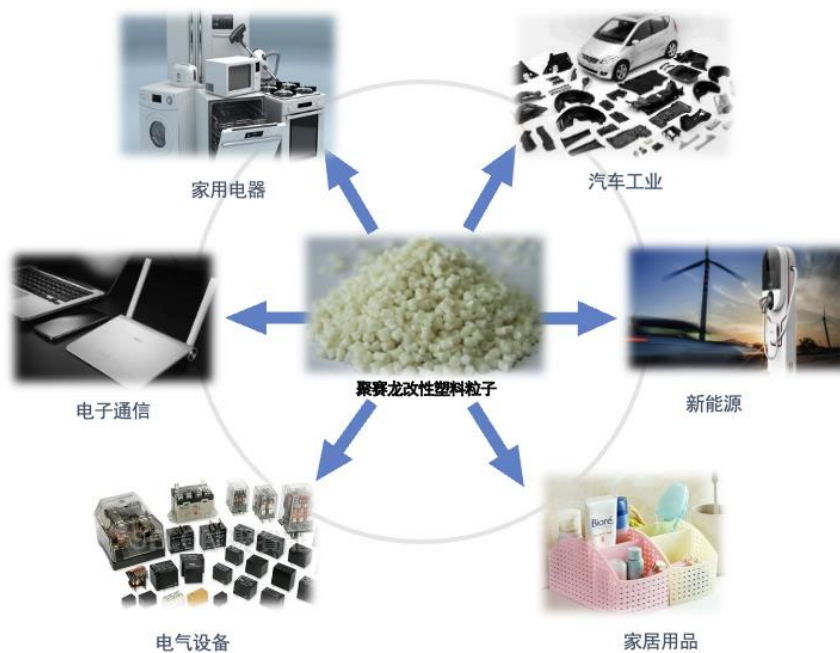 家用电器
汽车工业
聚赛龙改性塑料粒子
电子通信
新能源
Bioré
电气设备
家居用品